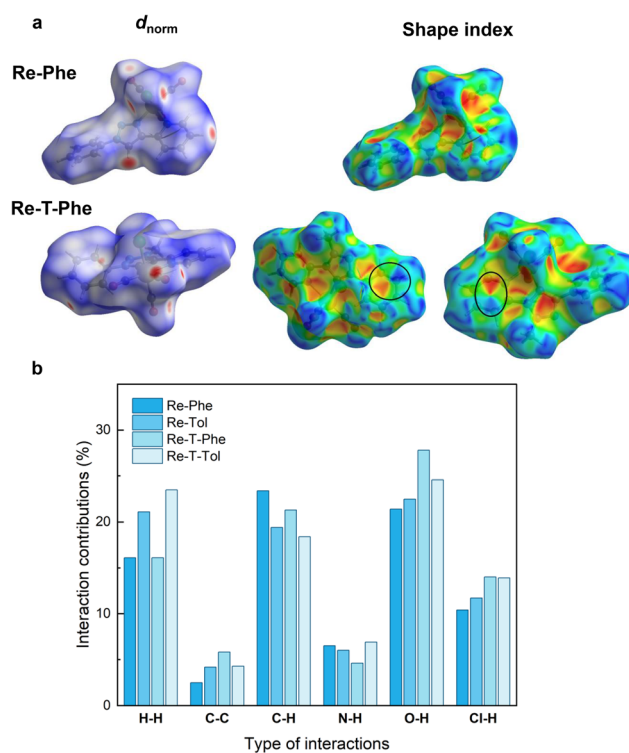 a
d norm
Shape index
Re-Phe
Re-T-Phe
b
Re-Phe
Re-Tol
Re-T-Phe
Re-T-Tol
Interaction contributions (%)
30
20
10
0
H-H C-C C-H N-H O-H Cl-H
Type of interactions